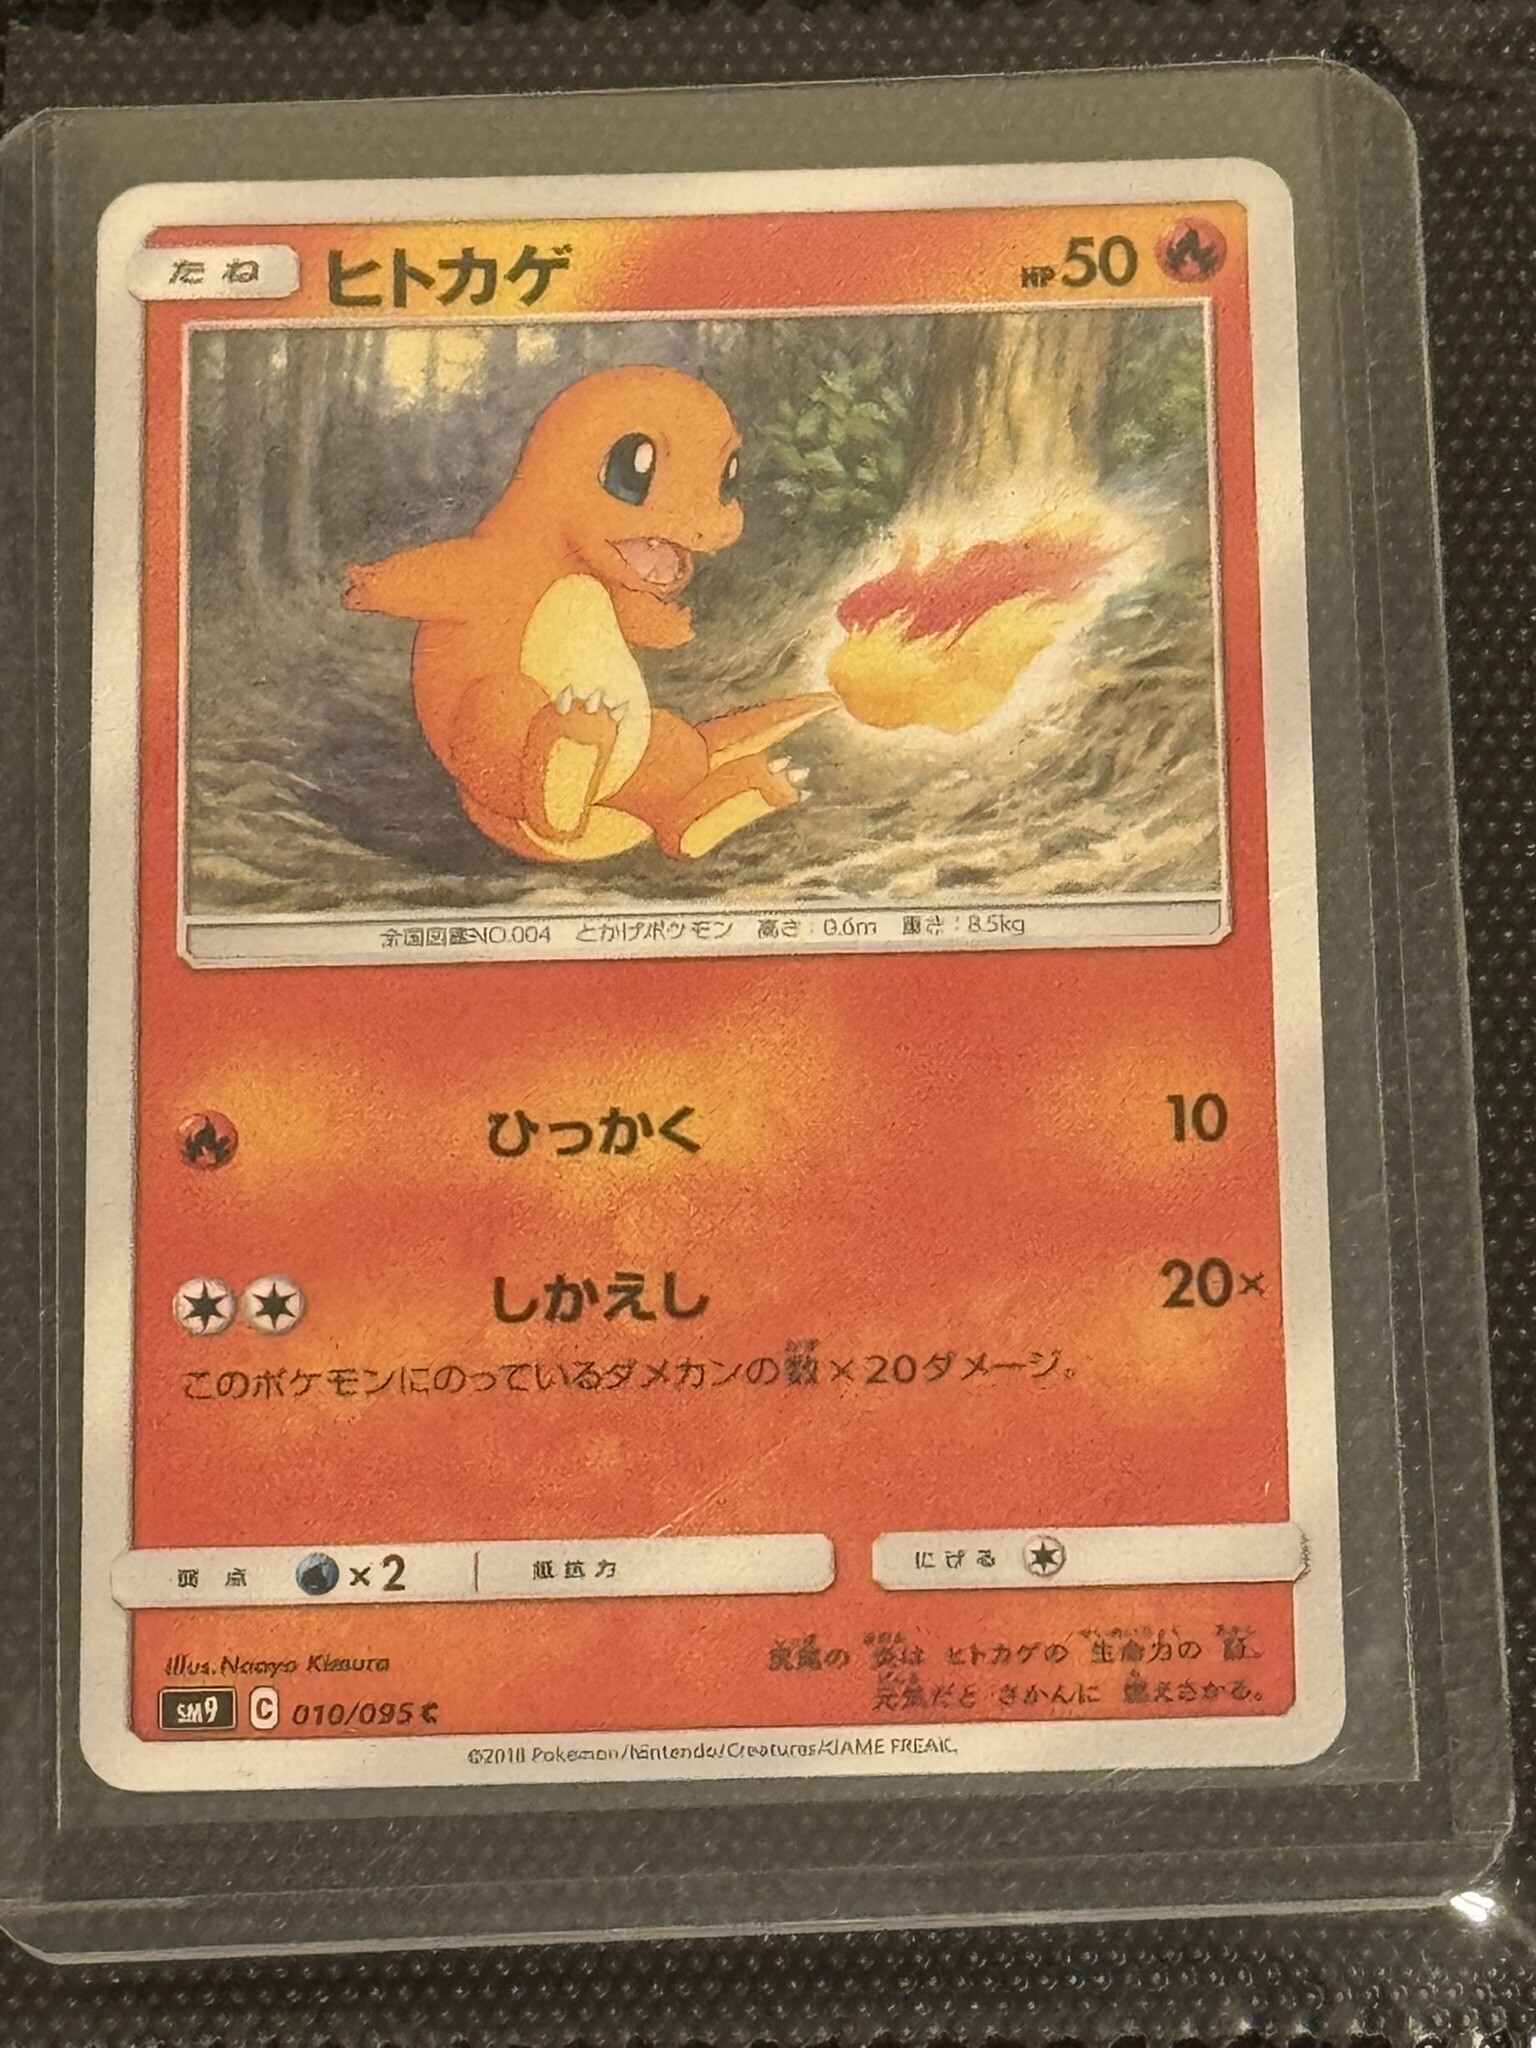 たね ヒトカゲ HP 50
全国図鑑NO.004 とかげポケモン 高さ : 0.6m 重さ : 8.5kg
ひっかく 10
しかえし 20×
このポケモンにのっているダメカンの数×20ダメージ。
弱点 ×2 抵抗力 にげる
Illus. Naoyo Kimura
の は ヒトカゲの 生命力の 証。
元気だと さかんに 燃えさかる。
SM9 C 010/095 C
©2018 Pokémon/Nintendo/Creatures/GAME FREAK.